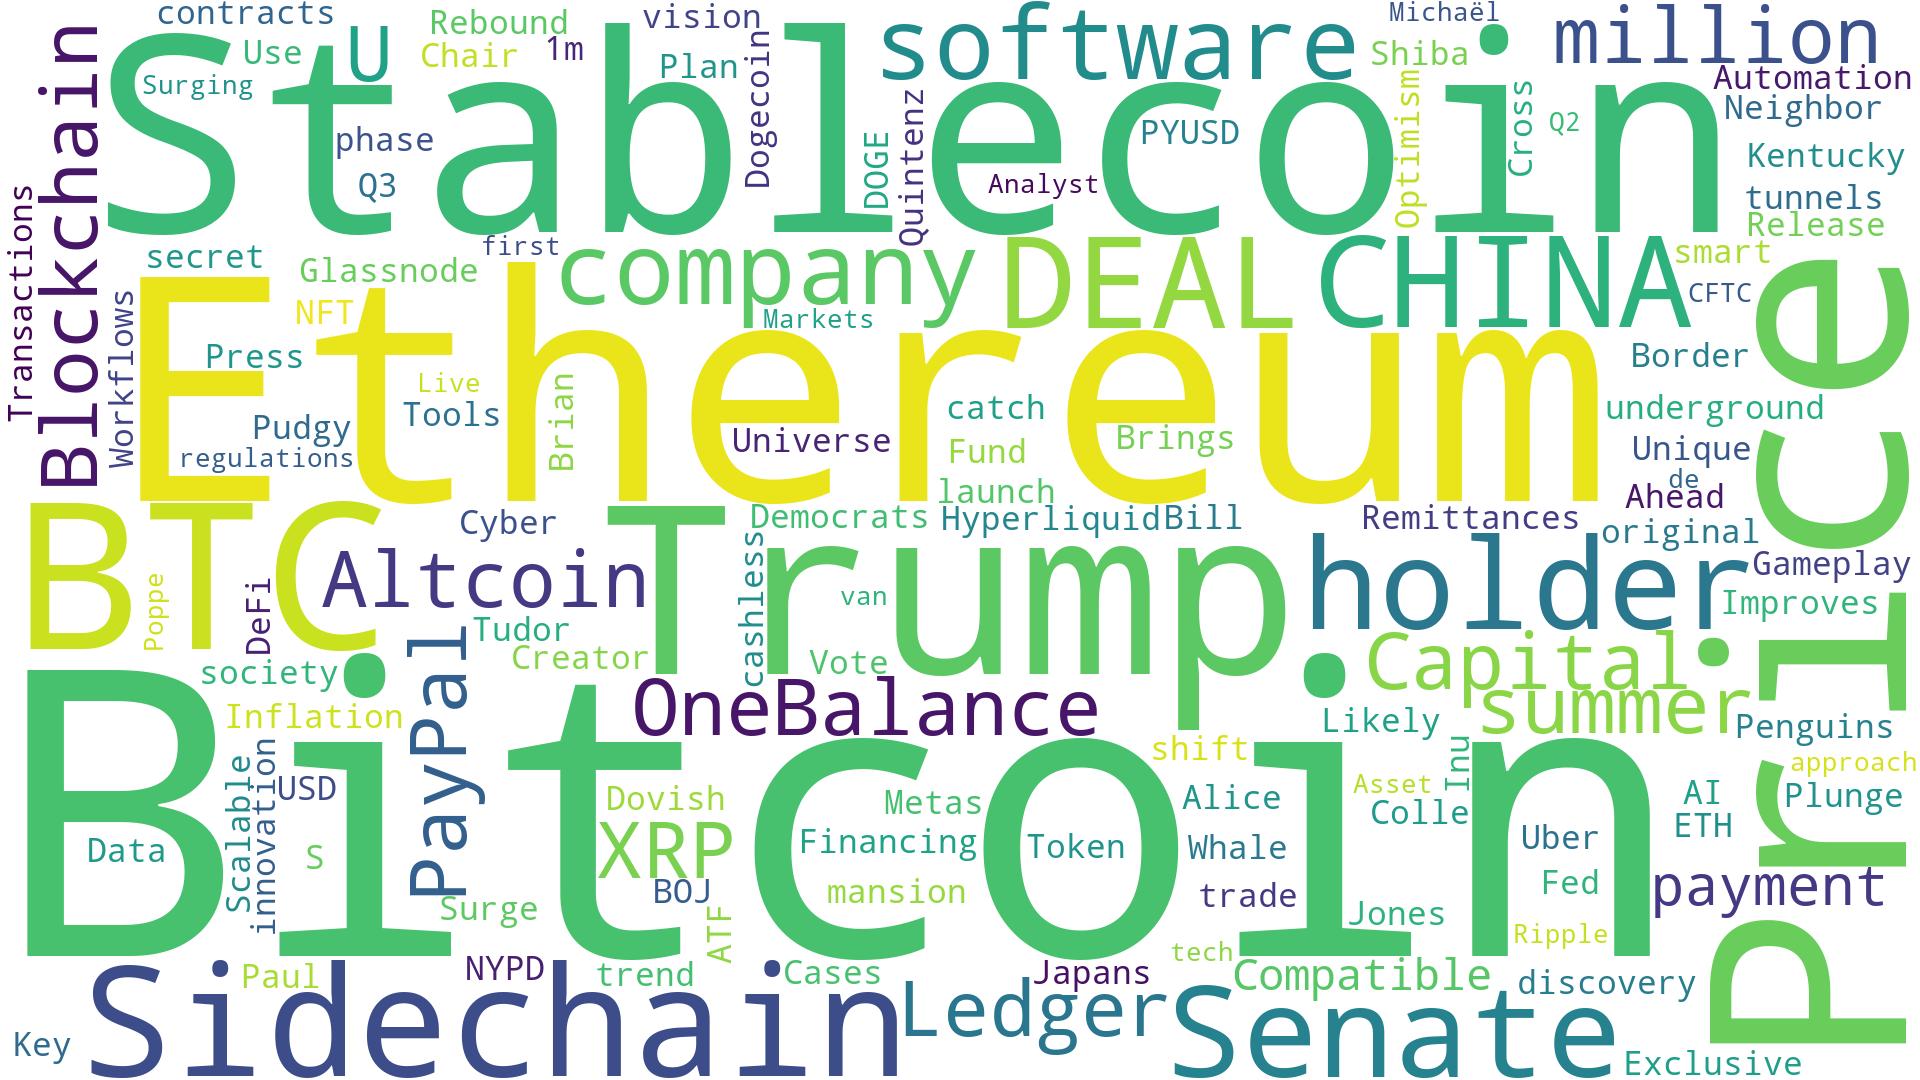 contracts
Rebound
vision
software
Michaël
million
Use
U
Chair
1m
Plan
Shiba
Automation
Surging
Stablecoin
Dogecoin
Neighbor
Blockchain
phase
DOGE
Quintenz
PYUSD
Optimism
Cross
Q2
Kentucky
Q3
Analyst
tunnels
Transactions
Release
secret
first
company
DEAL
CHINA
smart
Glassnode
CFTC
Workflows
NFT
Markets
Price
Press
Ethereum
Border
Live
Tools
Brian
catch
underground
Pudgy
Universe
Fund
Brings
Unique
regulations
de
launch
Ahead
BTC
Cyber
Trump
Democrats
Hyperliquid
Bill
Remittances
original
Altcoin
cashless
holder
Gameplay
Poppe
DeFi
van
Improves
Tudor
Creator
Vote
Capital
society
PayPal
OneBalance
summer
Inflation
Likely
Penguins
Bitcoin
shift
Inu
approach
Scalable
innovation
USD
Dovish
Metas
Alice
Asset
Colle
AI
Plunge
ETH
Data
S
XRP
Financing
Token
Whale
Uber
BOJ
mansion
trade
Fed
payment
Surge
ATF
Jones
Ripple
tech
Paul
NYPD
trend
Cases
Japans
Compatible
discovery
Key
Sidechain
Ledger
Senate
Exclusive